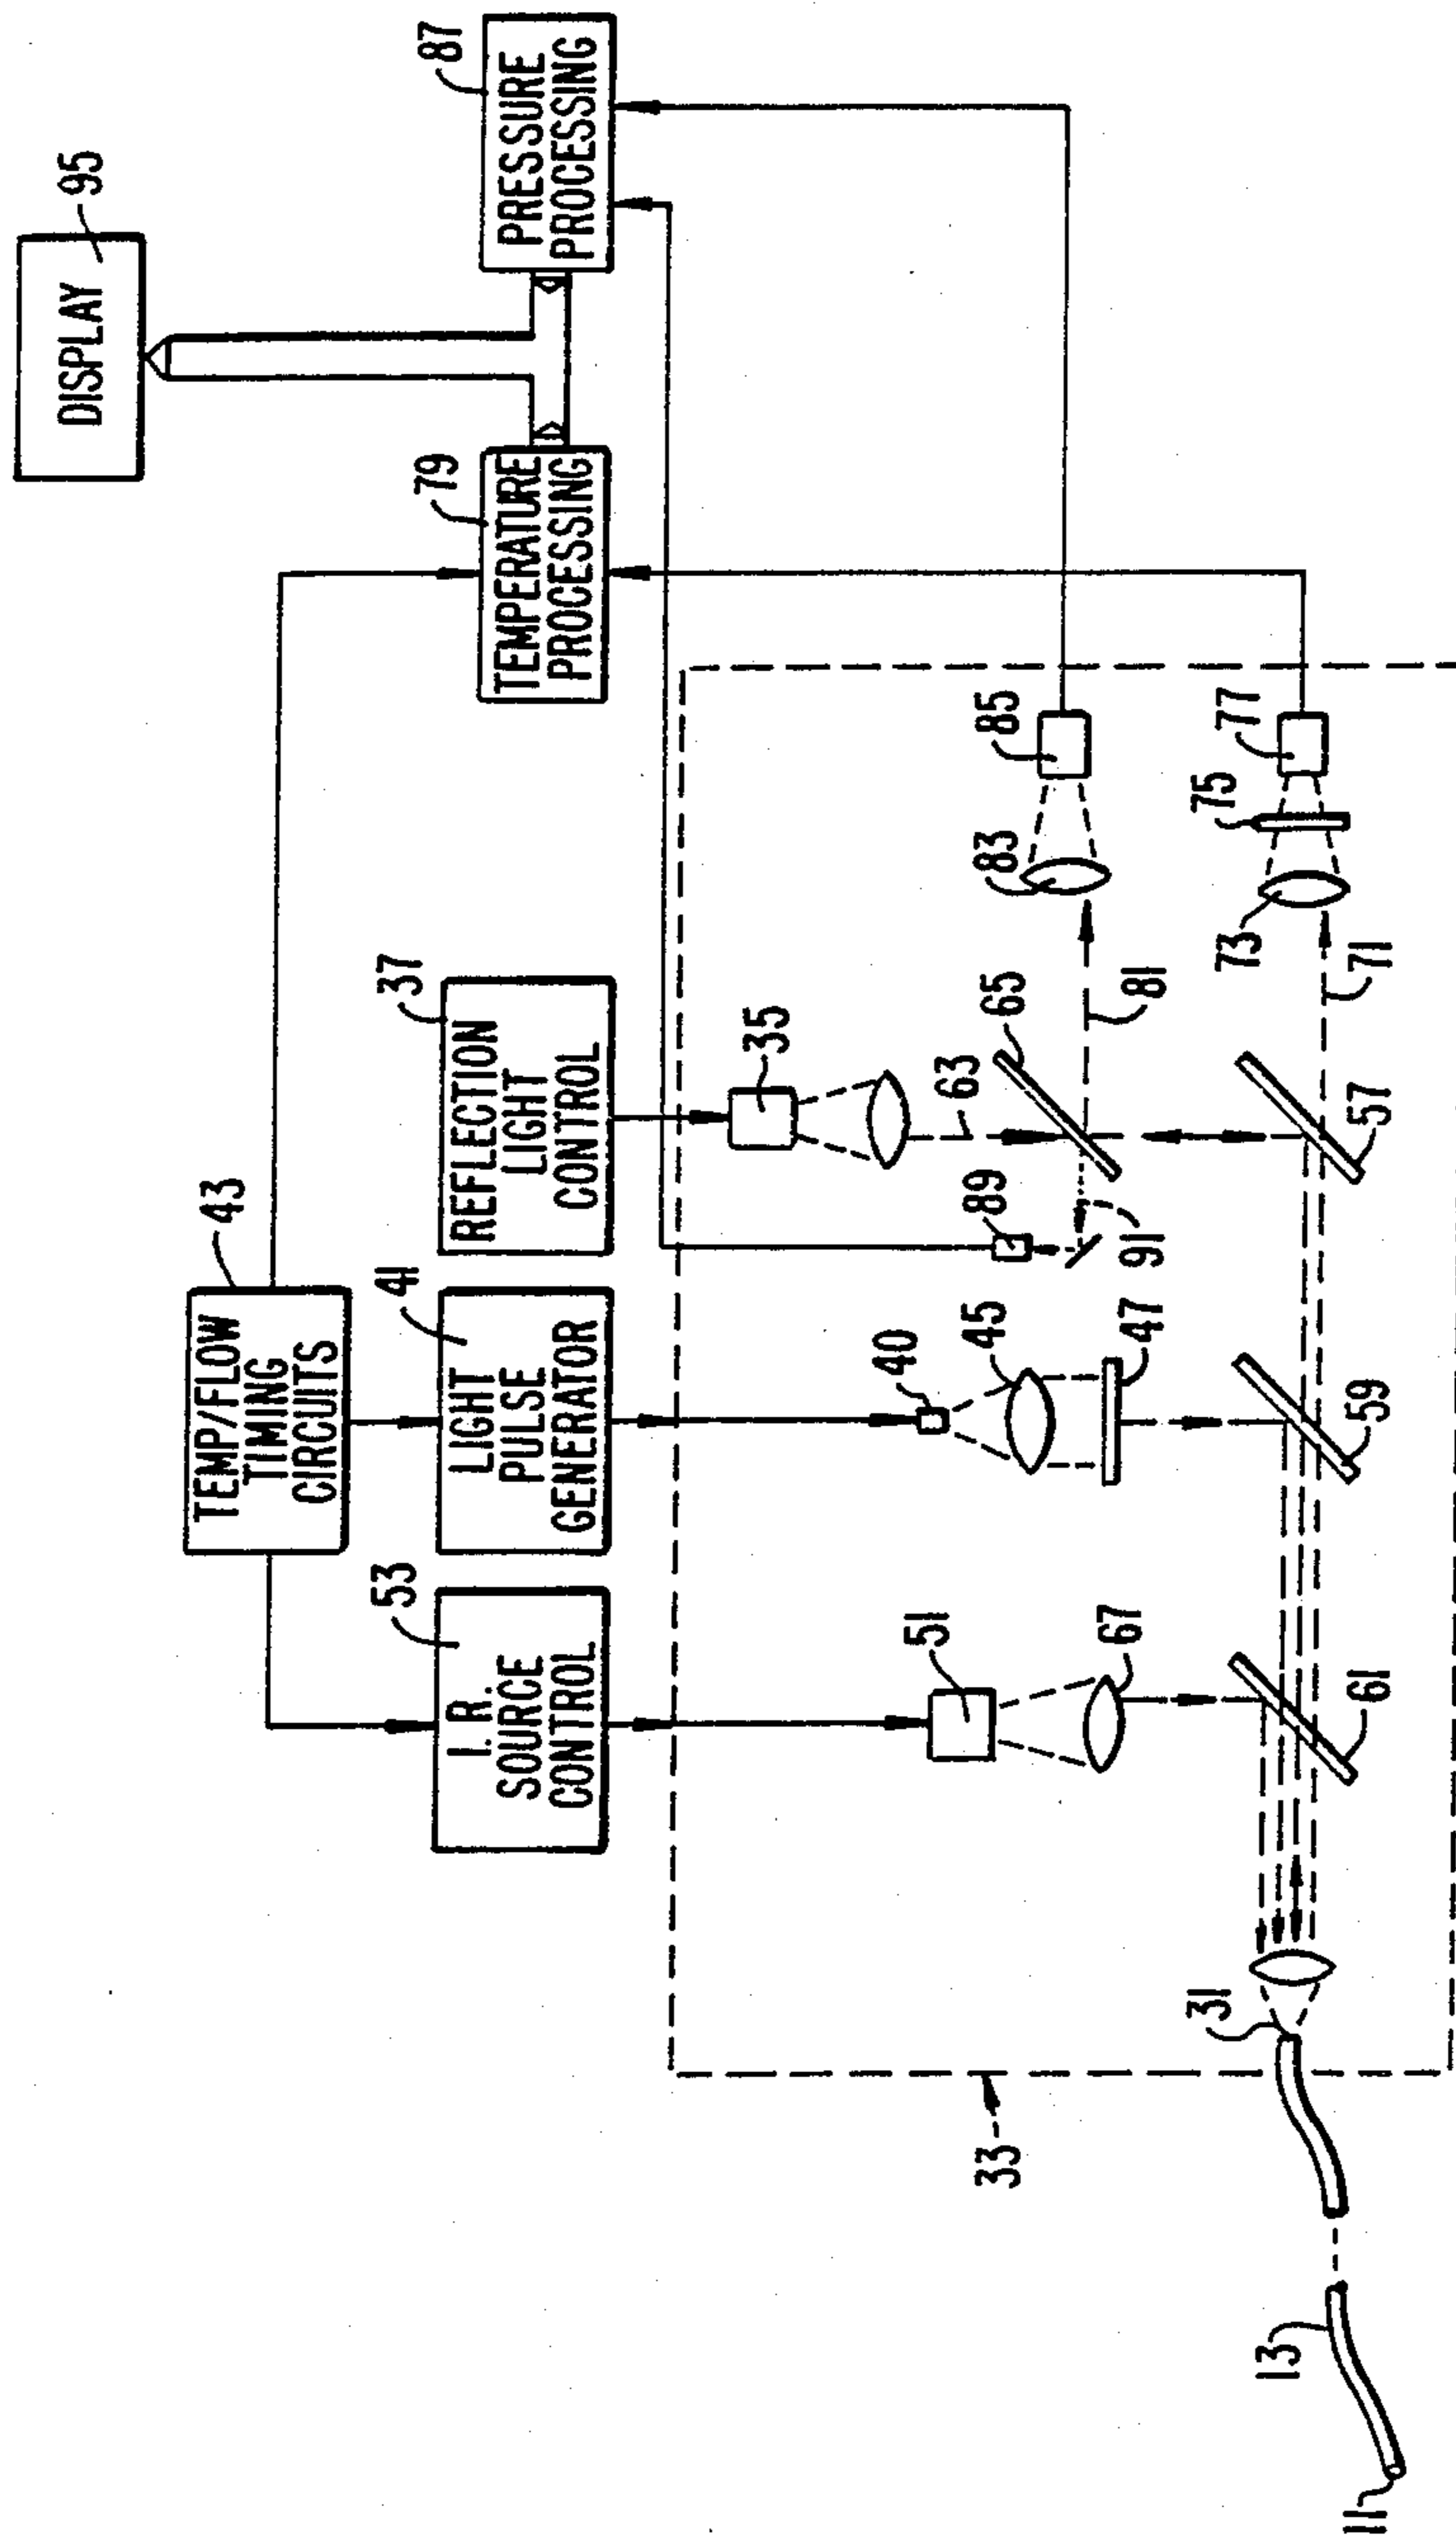 DISPLAY
95
TEMPERATURE
PROCESSING
79
PRESSURE
PROCESSING
87
TEMP/FLOW
TIMING
CIRCUITS
43
I. R.
SOURCE
CONTROL
53
LIGHT
PULSE
GENERATOR
41
REFLECTION
LIGHT
CONTROL
37
51
67
40
45
47
35
63
89
91
65
81
83
85
33
31
61
59
57
71
73
75
77
13
11